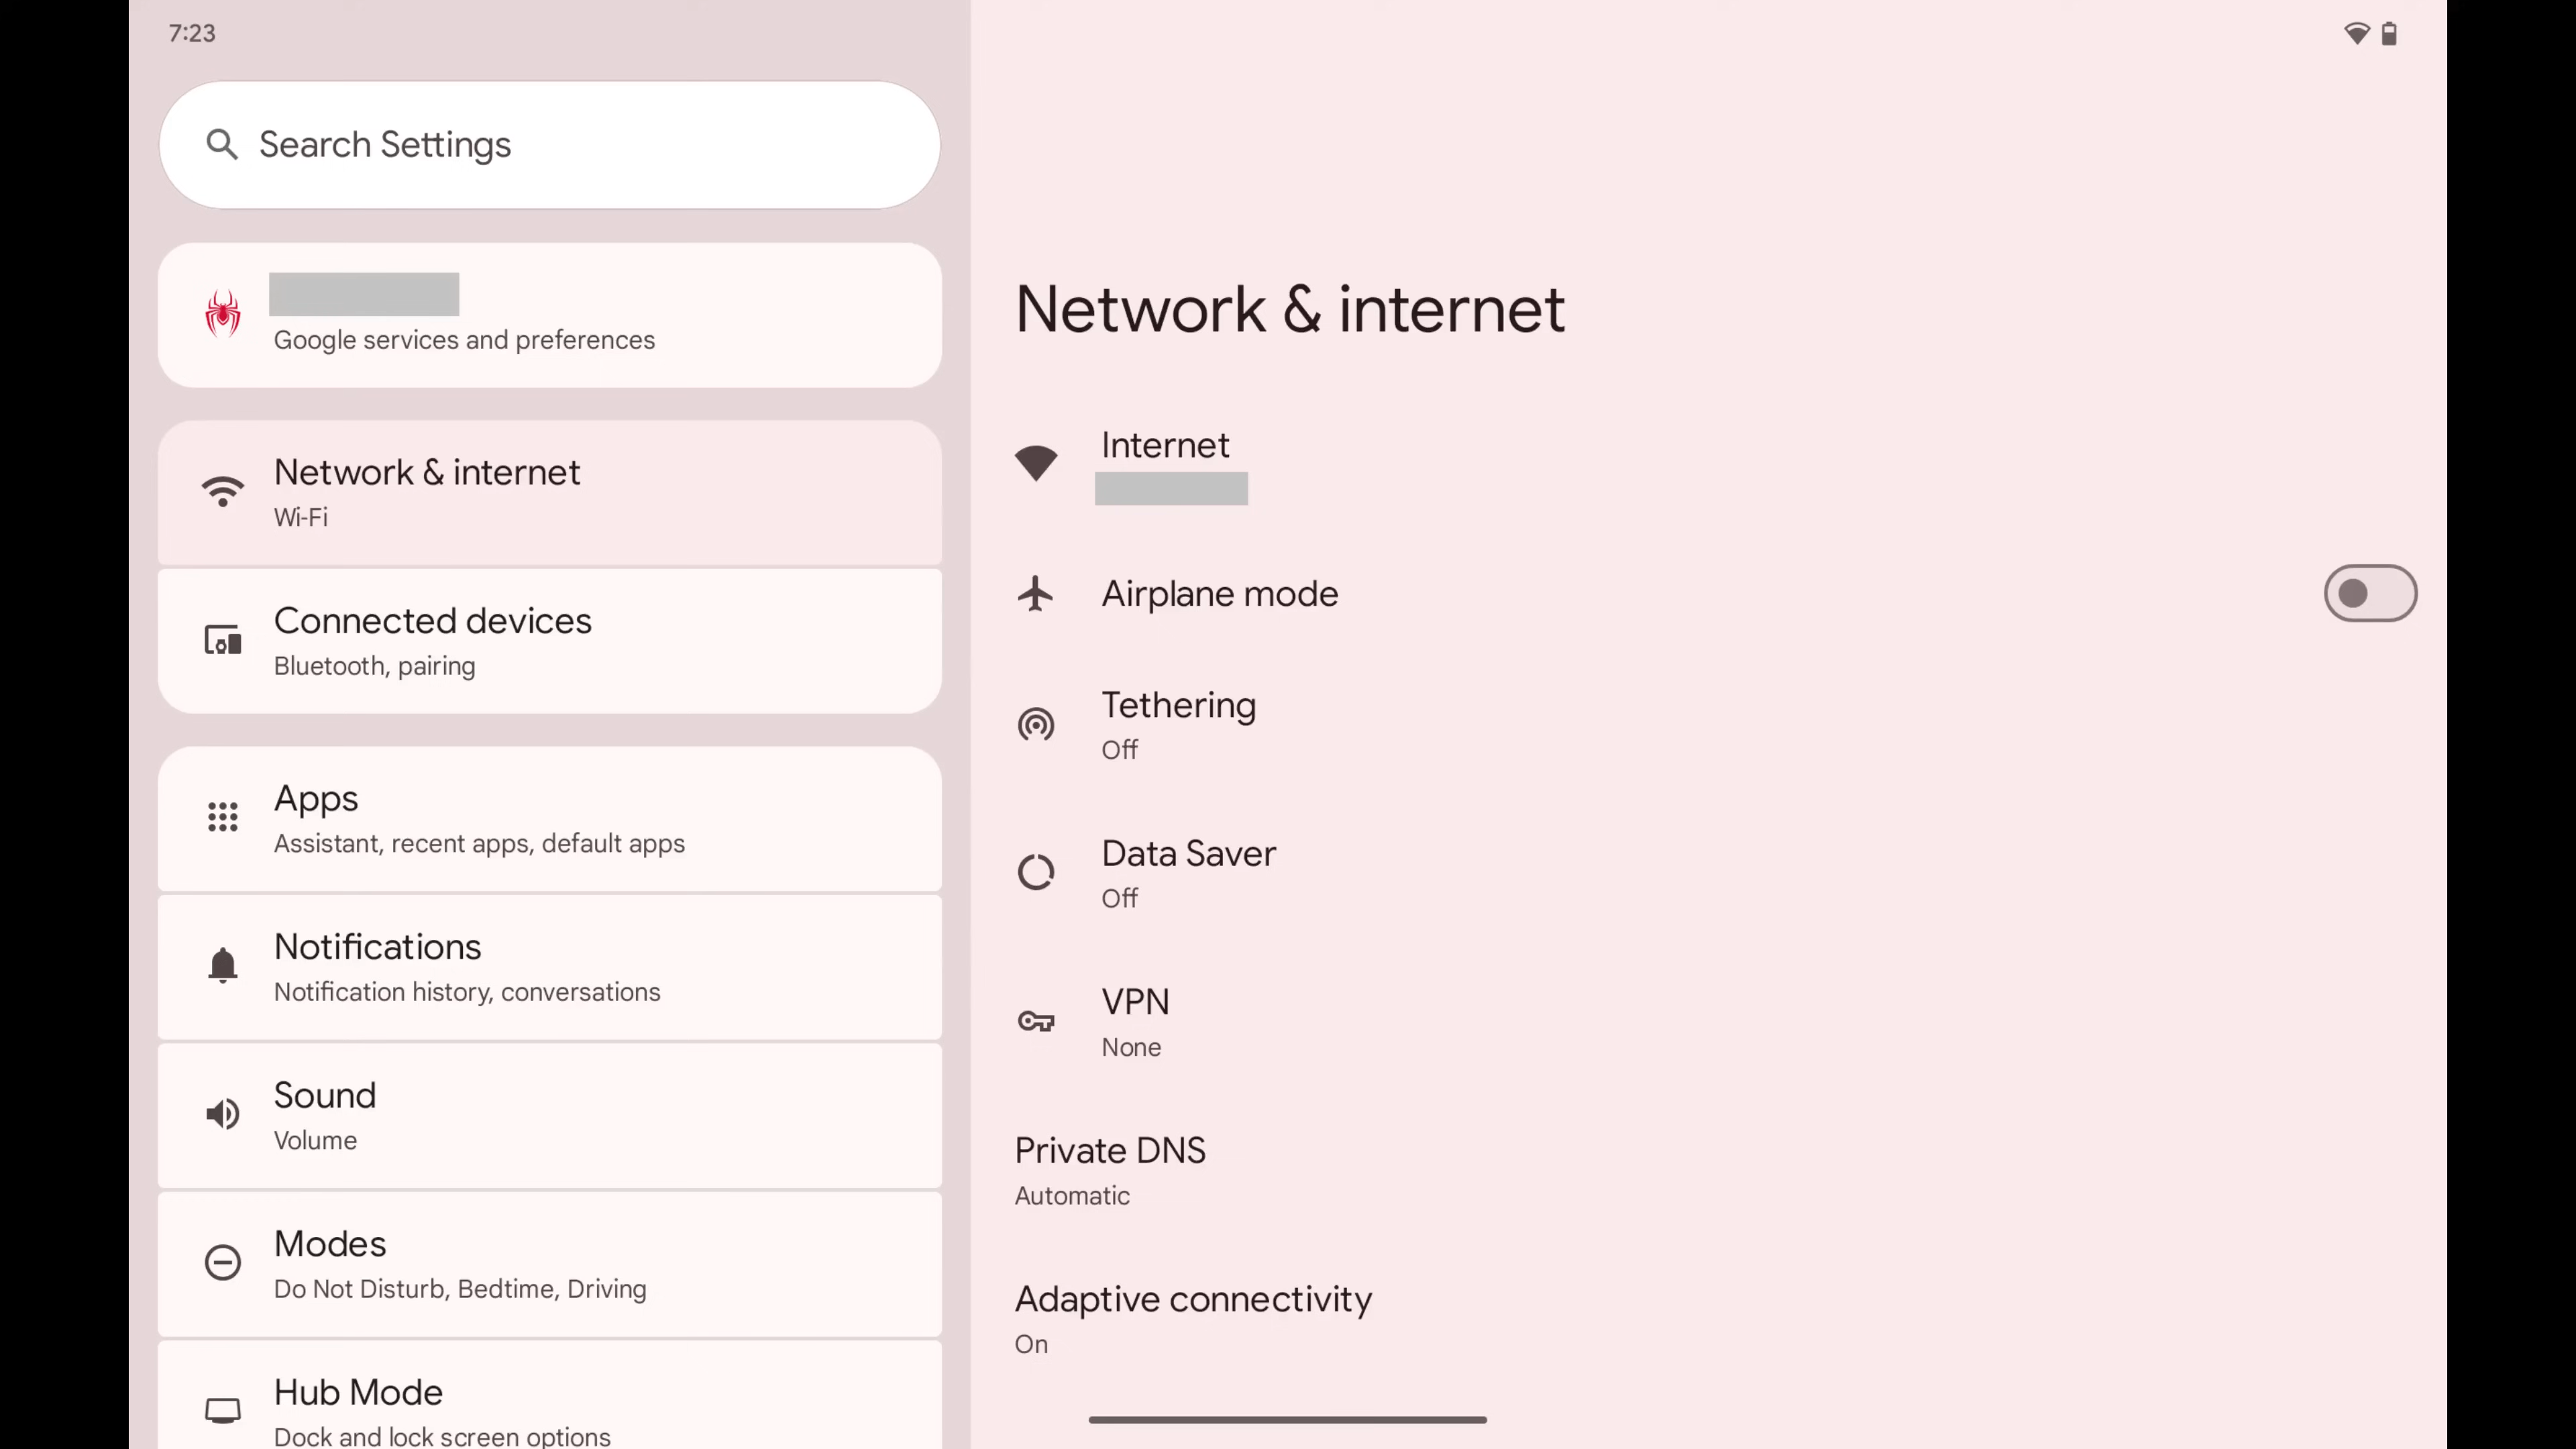 7:23
Search Settings
Google services and preferences
Network & internet
Wi-Fi
Connected devices
Bluetooth, pairing
Apps
Assistant, recent apps, default apps
Notifications
Notification history, conversations
Sound
Volume
Modes
Do Not Disturb, Bedtime, Driving
Hub Mode
Dock and lock screen options
Network & internet
Internet
Airplane mode
Tethering
Off
Data Saver
Off
VPN
None
Private DNS
Automatic
Adaptive connectivity
On